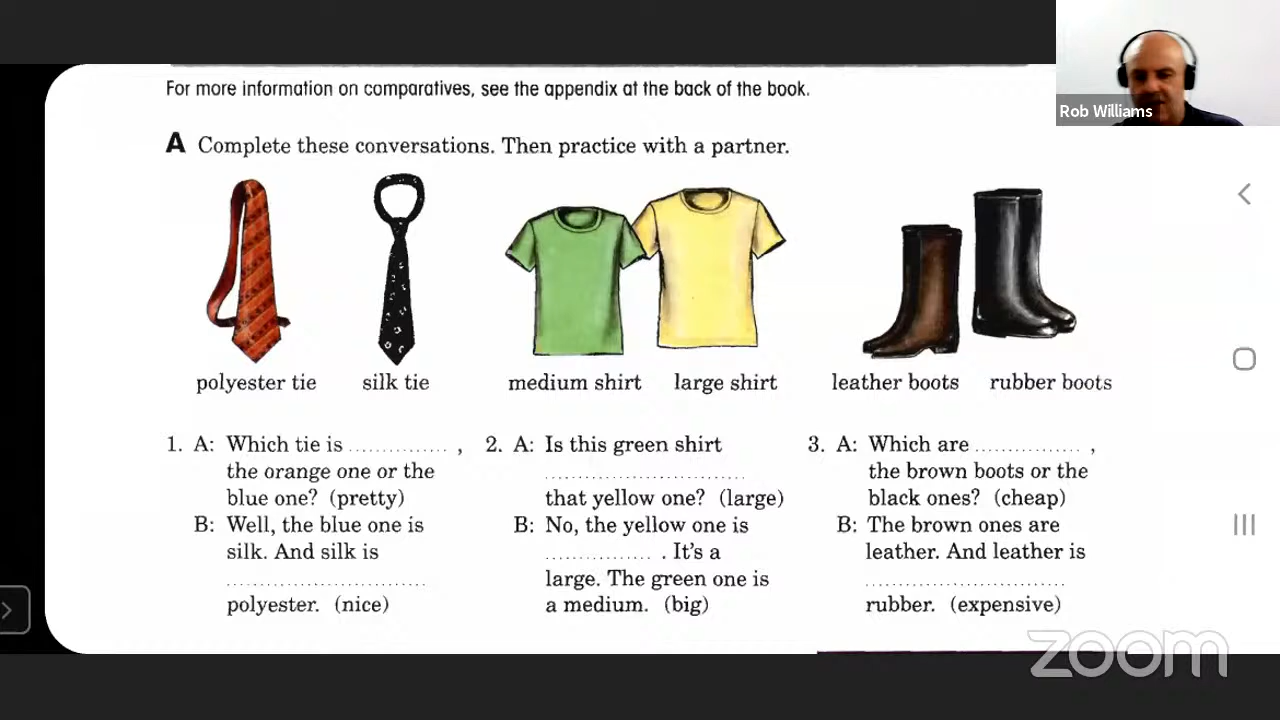 For more information on comparatives, see the appendix at the back of the book.
Rob Williams
A Complete these conversations. Then practice with a partner.
polyester tie
silk tie
medium shirt
large shirt
leather boots
rubber boots
1. A: Which tie is .............. ,
the orange one or the
blue one? (pretty)
B: Well, the blue one is
silk. And silk is
............................
polyester. (nice)
2. A: Is this green shirt
............................
that yellow one? (large)
B: No, the yellow one is
............... . It's a
large. The green one is
a medium. (big)
3. A: Which are ............... ,
the brown boots or the
black ones? (cheap)
B: The brown ones are
leather. And leather is
............................
rubber. (expensive)
zoom